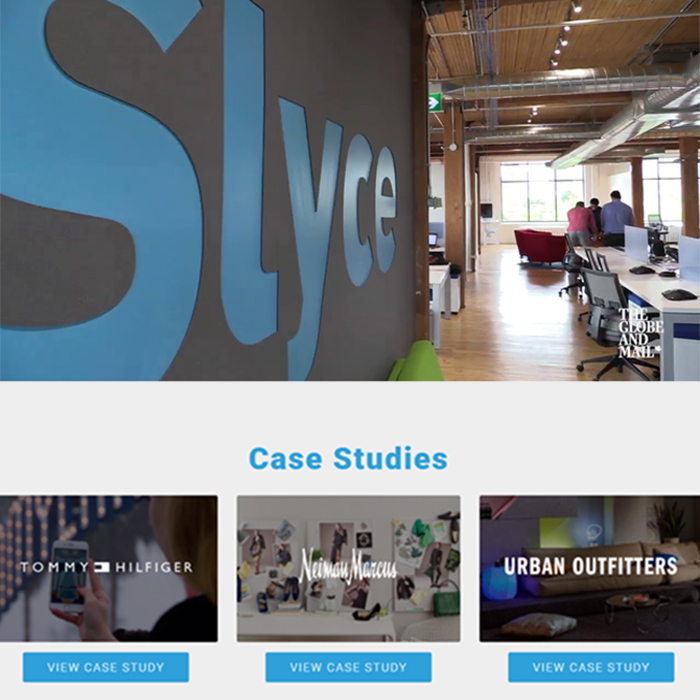 Slyce
THE
GLOBE
AND
MAIL
Case Studies
TOMMY HILFIGER
Neiman Marcus
URBAN OUTFITTERS
VIEW CASE STUDY
VIEW CASE STUDY
VIEW CASE STUDY